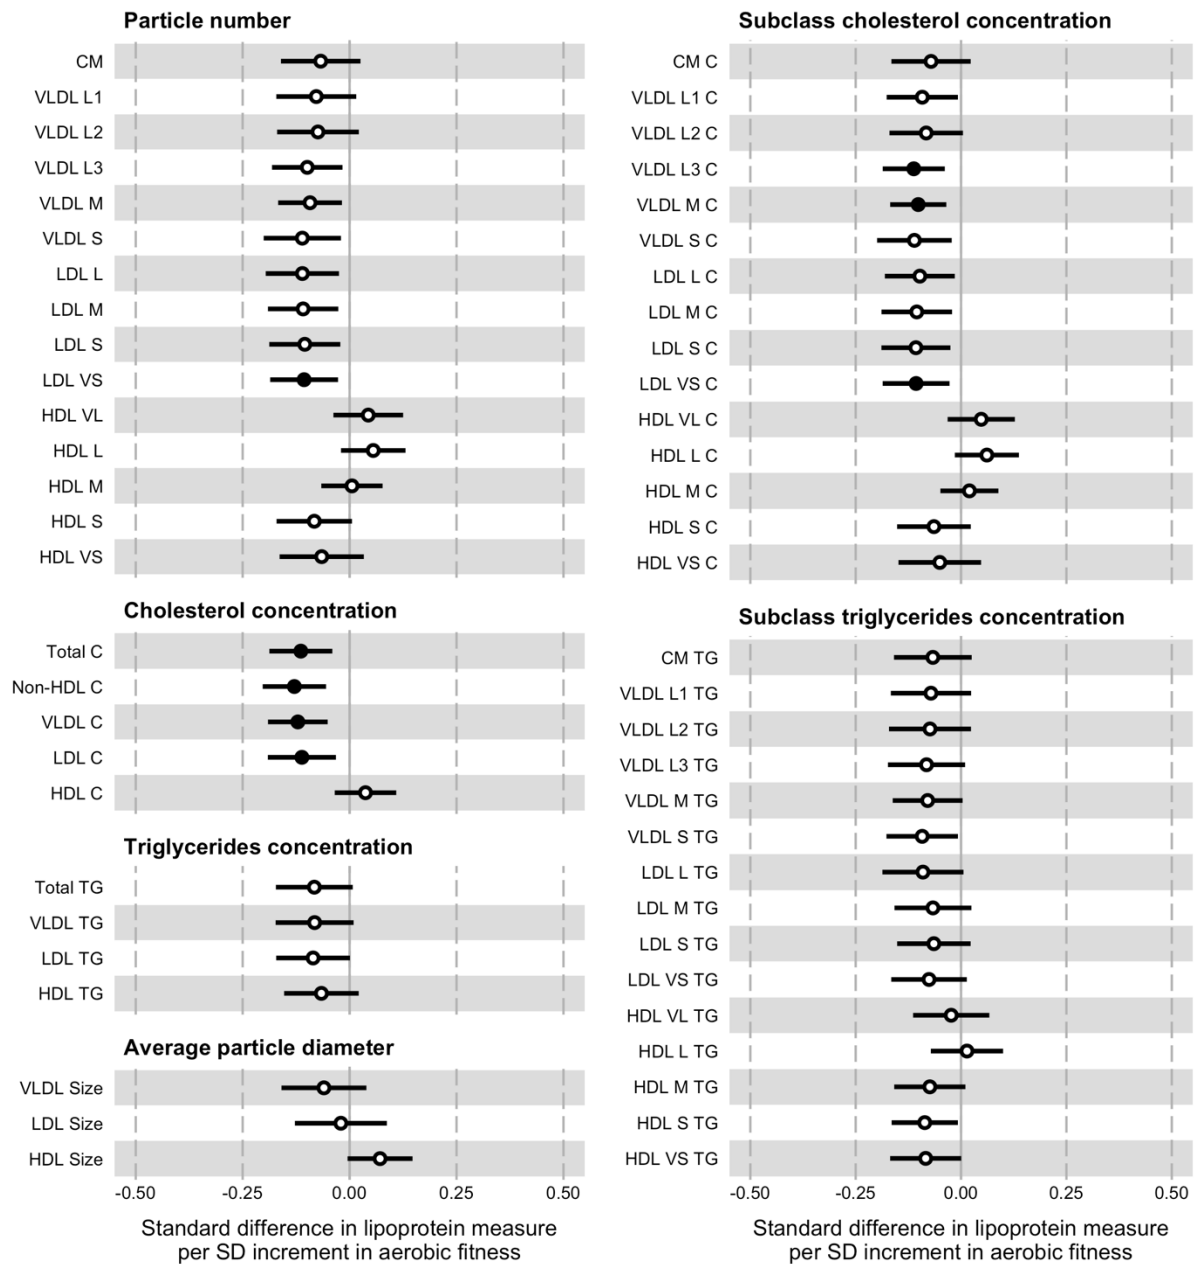 Particle number
CM
VLDL L1
VLDL L2
VLDL L3
VLDL M
VLDL S
LDL L
LDL M
LDL S
LDL VS
HDL VL
HDL L
HDL M
HDL S
HDL VS
Cholesterol concentration
Total C
Non-HDL C
VLDL C
LDL C
HDL C
Triglycerides concentration
Total TG
VLDL TG
LDL TG
HDL TG
Average particle diameter
VLDL Size
LDL Size
HDL Size
-0.50 -0.25 0.00 0.25 0.50
Standard difference in lipoprotein measure
per SD increment in aerobic fitness
Subclass cholesterol concentration
CM C
VLDL L1 C
VLDL L2 C
VLDL L3 C
VLDL M C
VLDL S C
LDL L C
LDL M C
LDL S C
LDL VS C
HDL VL C
HDL L C
HDL M C
HDL S C
HDL VS C
Subclass triglycerides concentration
CM TG
VLDL L1 TG
VLDL L2 TG
VLDL L3 TG
VLDL M TG
VLDL S TG
LDL L TG
LDL M TG
LDL S TG
LDL VS TG
HDL VL TG
HDL L TG
HDL M TG
HDL S TG
HDL VS TG
-0.50 -0.25 0.00 0.25 0.50
Standard difference in lipoprotein measure
per SD increment in aerobic fitness